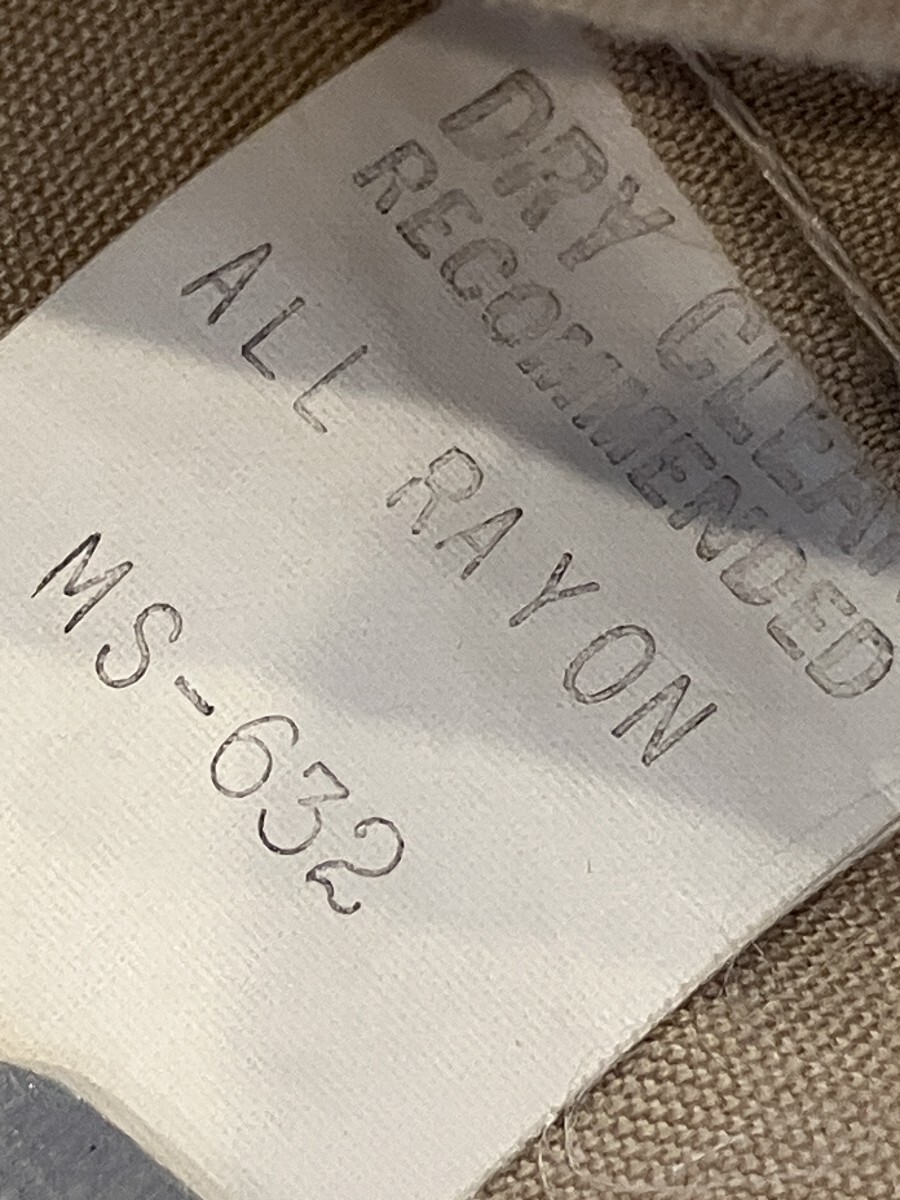 DRY CLEAN
RECOMMENDED
ALL RAYON
MS-632